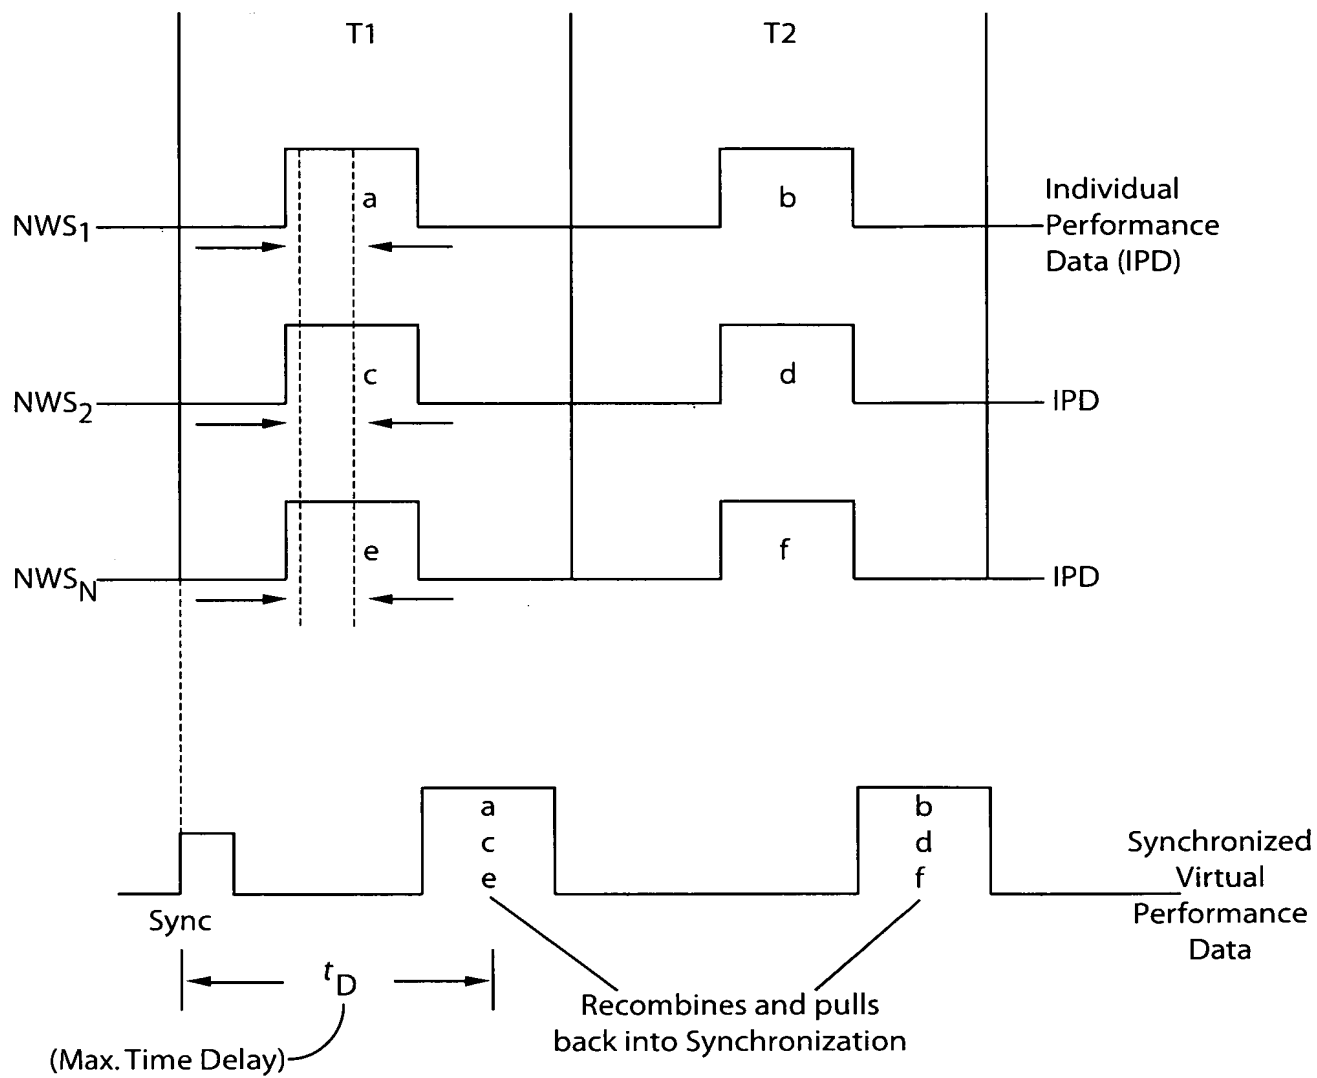 T1 T2
a b
NWS1
Individual
Performance
Data (IPD)
c d
NWS2 IPD
e f
NWSN IPD
a b
c d
e f
Sync
Synchronized
Virtual
Performance
Data
tD
(Max. Time Delay)
Recombines and pulls
back into Synchronization